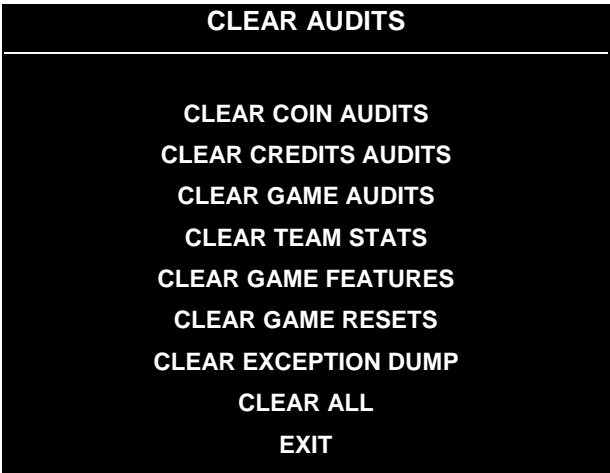 CLEAR AUDITS
CLEAR COIN AUDITS
CLEAR CREDITS AUDITS
CLEAR GAME AUDITS
CLEAR TEAM STATS
CLEAR GAME FEATURES
CLEAR GAME RESETS
CLEAR EXCEPTION DUMP
CLEAR ALL
EXIT